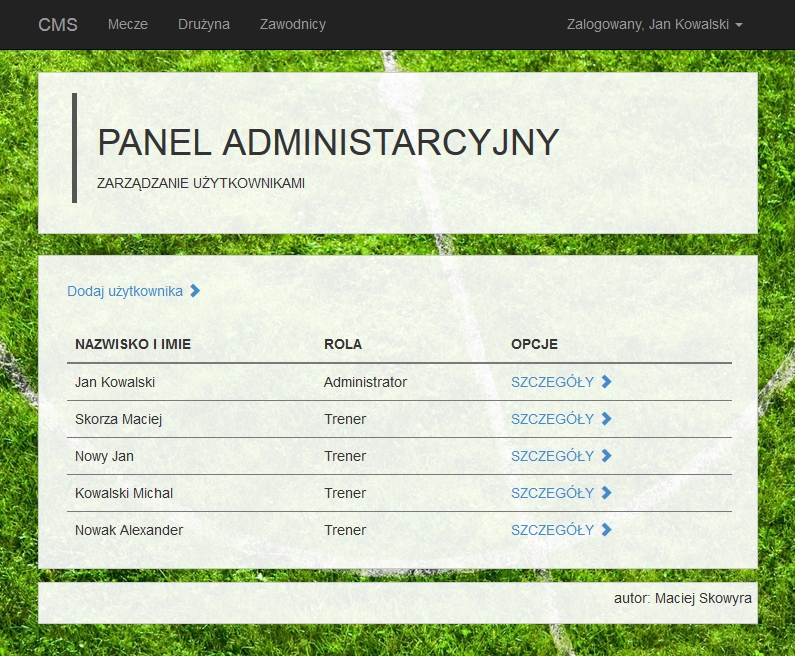 CMS Mecze Drużyna Zawodnicy Zalogowany, Jan Kowalski
PANEL ADMINISTARCYJNY
ZARZĄDZANIE UŻYTKOWNIKAMI
Dodaj użytkownika
NAZWISKO I IMIE ROLA OPCJE
Jan Kowalski Administrator SZCZEGÓŁY
Skorza Maciej Trener SZCZEGÓŁY
Nowy Jan Trener SZCZEGÓŁY
Kowalski Michal Trener SZCZEGÓŁY
Nowak Alexander Trener SZCZEGÓŁY
autor: Maciej Skowyra